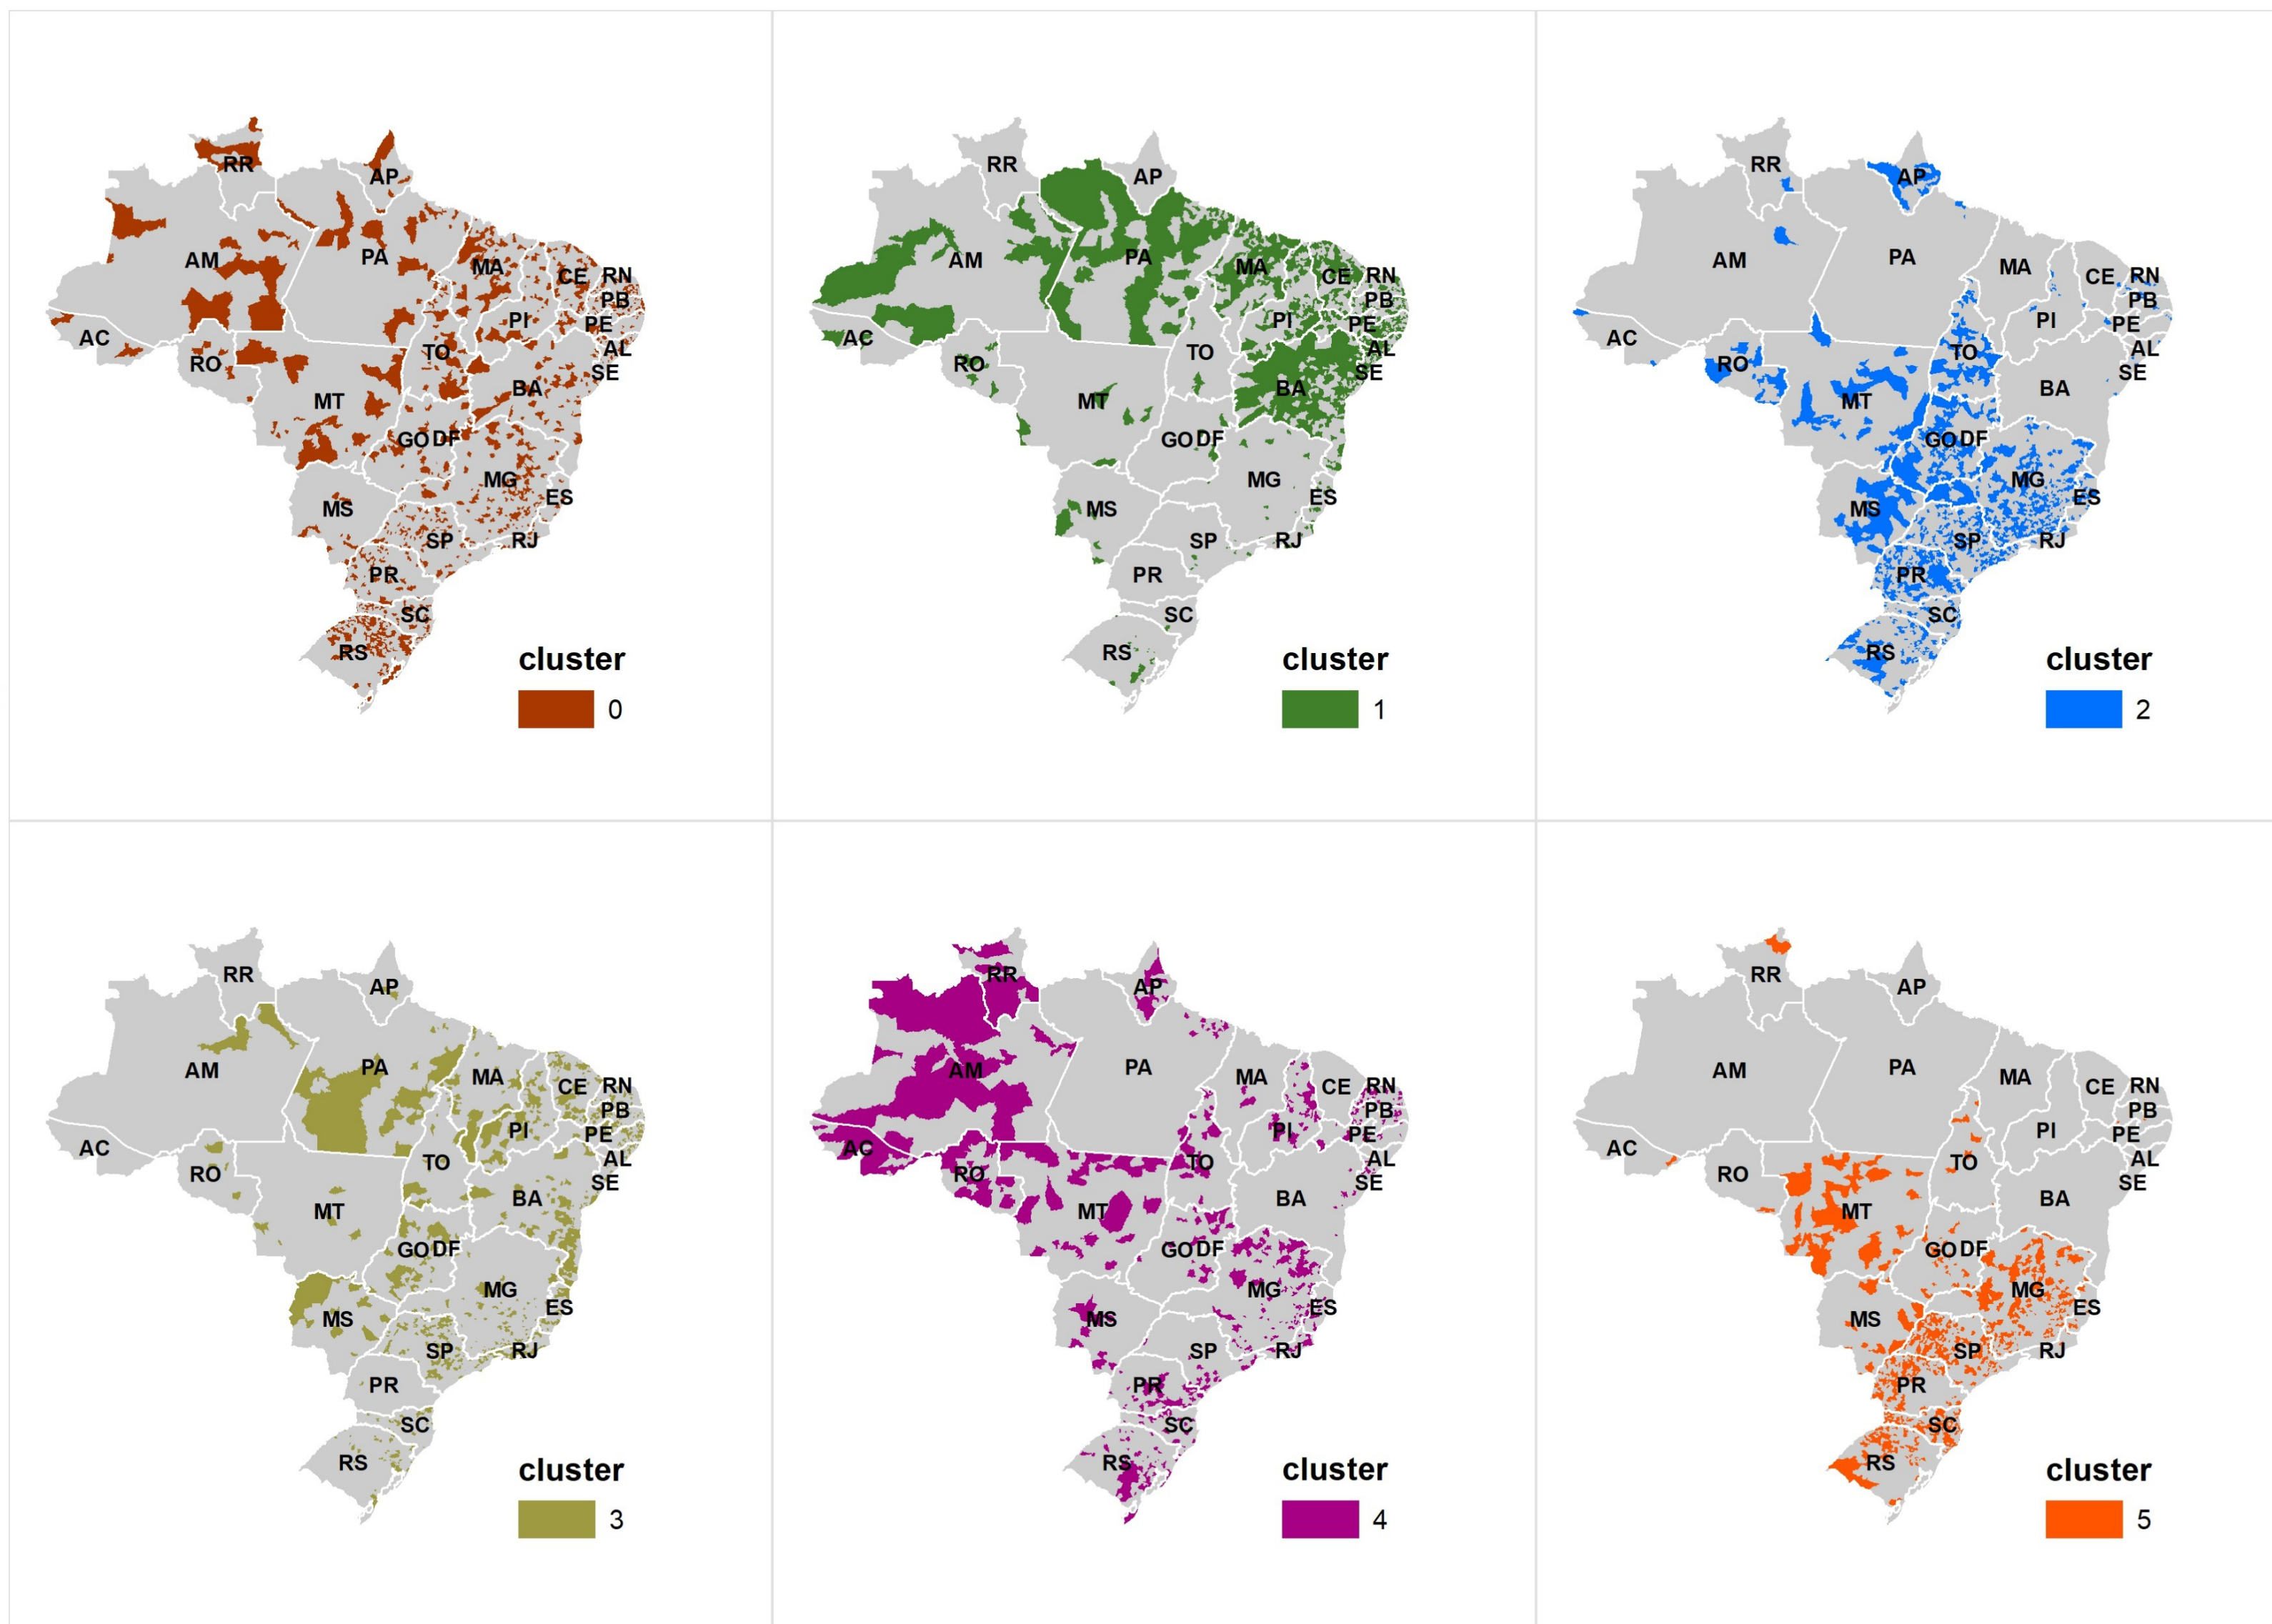 RR
AP
AM
PA
MA
CE
RN
PB
PI
PE
AC
AL
RO
TO
SE
BA
MT
GO
DF
MG
ES
MS
SP
RJ
PR
SC
RS
cluster
0
RR
AP
AM
PA
MA
CE
RN
PB
PI
PE
AC
AL
RO
TO
SE
BA
MT
GO
DF
MG
ES
MS
SP
RJ
PR
SC
RS
cluster
1
RR
AP
AM
PA
MA
CE
RN
PB
PI
PE
AC
AL
RO
TO
SE
BA
MT
GO
DF
MG
ES
MS
SP
RJ
PR
SC
RS
cluster
2
RR
AP
AM
PA
MA
CE
RN
PB
PI
PE
AC
AL
RO
TO
SE
BA
MT
GO
DF
MG
ES
MS
SP
RJ
PR
SC
RS
cluster
3
RR
AP
AM
PA
MA
CE
RN
PB
PI
PE
AC
AL
RO
TO
SE
BA
MT
GO
DF
MG
ES
MS
SP
RJ
PR
SC
RS
cluster
4
RR
AP
AM
PA
MA
CE
RN
PB
PI
PE
AC
AL
RO
TO
SE
BA
MT
GO
DF
MG
ES
MS
SP
RJ
PR
SC
RS
cluster
5